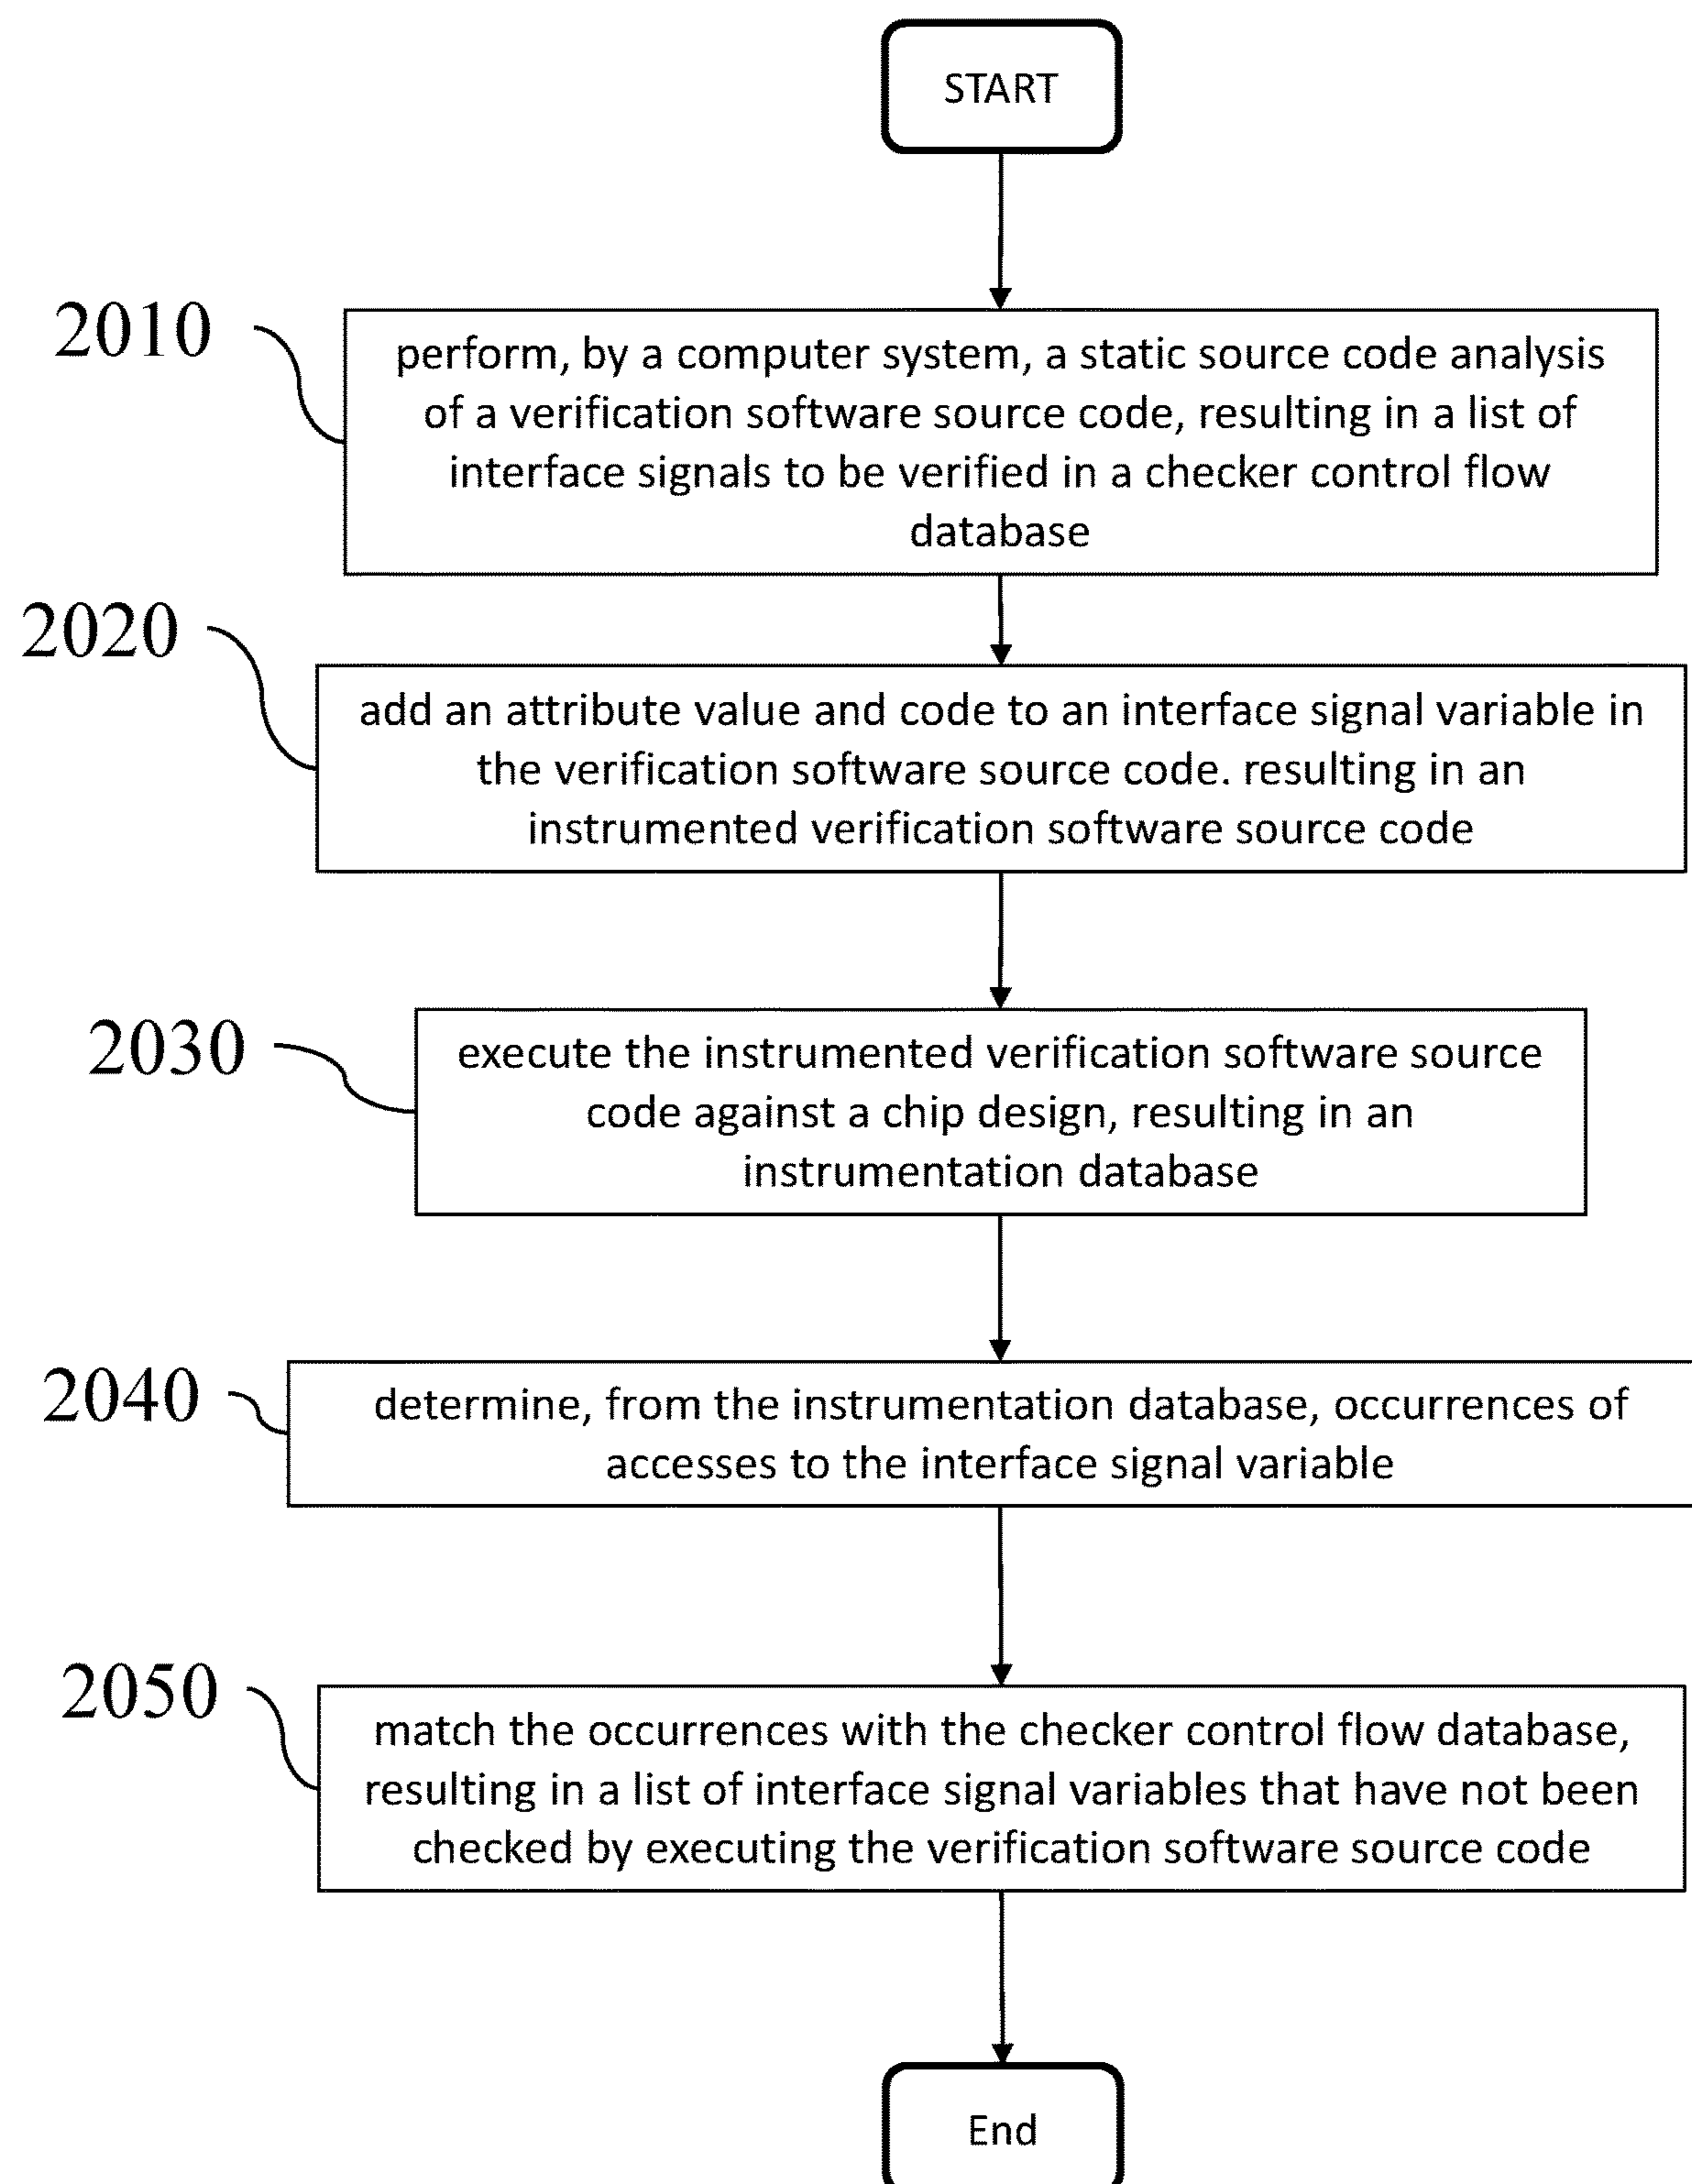 START
2010
perform, by a computer system, a static source code analysis
of a verification software source code, resulting in a list of
interface signals to be verified in a checker control flow
database
2020
add an attribute value and code to an interface signal variable in
the verification software source code. resulting in an
instrumented verification software source code
2030
execute the instrumented verification software source
code against a chip design, resulting in an
instrumentation database
2040
determine, from the instrumentation database, occurrences of
accesses to the interface signal variable
2050
match the occurrences with the checker control flow database,
resulting in a list of interface signal variables that have not been
checked by executing the verification software source code
End